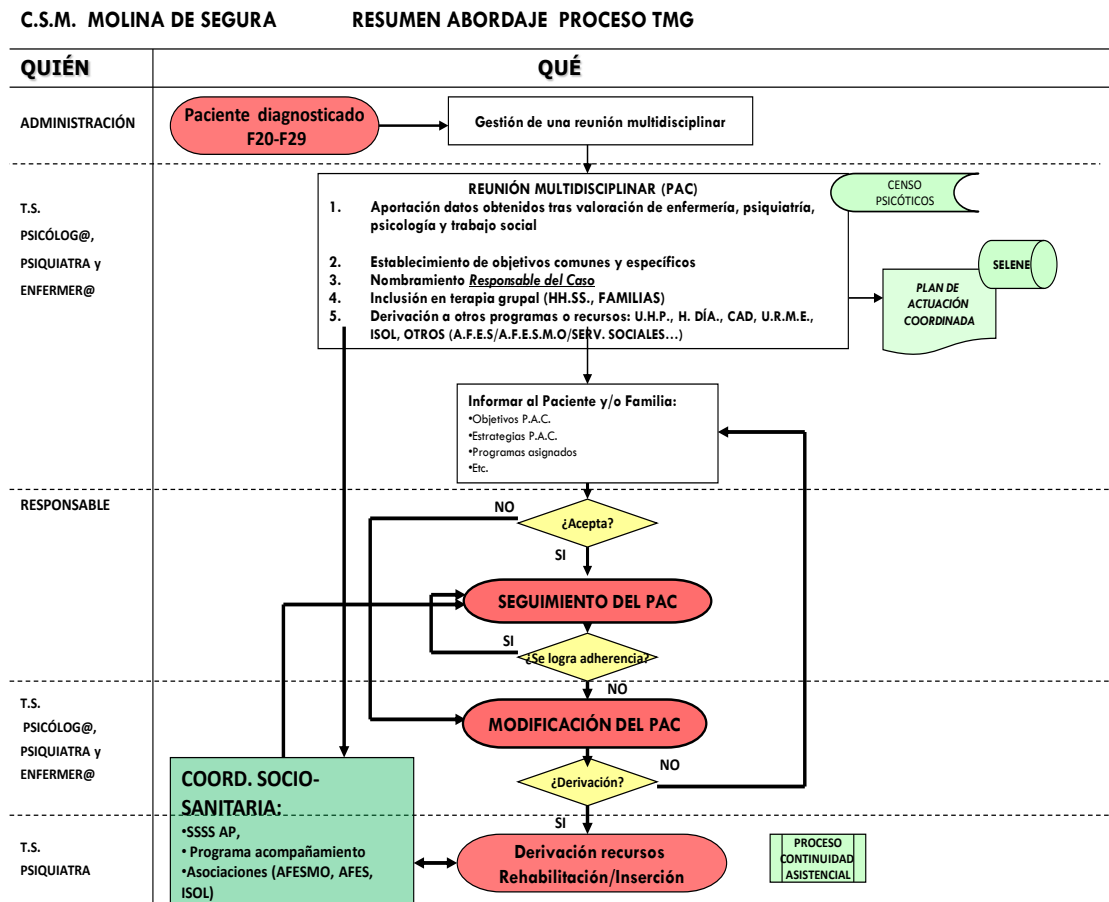 C.S.M. MOLINA DE SEGURA RESUMEN ABORDAJE PROCESO TMG
QUIÉN QUÉ
ADMINISTRACIÓN
Paciente diagnosticado
F20-F29
Gestión de una reunión multidisciplinar
T.S.
PSICÓLOG@,
PSIQUIATRA y
ENFERMER@
REUNIÓN MULTIDISCIPLINAR (PAC)
1. Aportación datos obtenidos tras valoración de enfermería, psiquiatría,
psicología y trabajo social
2. Establecimiento de objetivos comunes y específicos
3. Nombramiento Responsable del Caso
4. Inclusión en terapia grupal (HH.SS., FAMILIAS)
5. Derivación a otros programas o recursos: U.H.P., H. DÍA., CAD, U.R.M.E.,
ISOL, OTROS (A.F.E.S/A.F.E.S.M.O/SERV. SOCIALES...)
CENSO
PSICÓTICOS
SELENE
PLAN DE
ACTUACIÓN
COORDINADA
Informar al Paciente y/o Familia:
•Objetivos P.A.C.
•Estrategias P.A.C.
•Programas asignados
•Etc.
RESPONSABLE
NO
¿Acepta?
SI
SEGUIMIENTO DEL PAC
SI
¿Se logra adherencia?
NO
T.S.
PSICÓLOG@,
PSIQUIATRA y
ENFERMER@
MODIFICACIÓN DEL PAC
¿Derivación?
NO
SI
COORD. SOCIO-
SANITARIA:
•SSSS AP,
• Programa acompañamiento
•Asociaciones (AFESMO, AFES,
ISOL)
T.S.
PSIQUIATRA
Derivación recursos
Rehabilitación/Inserción
PROCESO
CONTINUIDAD
ASISTENCIAL